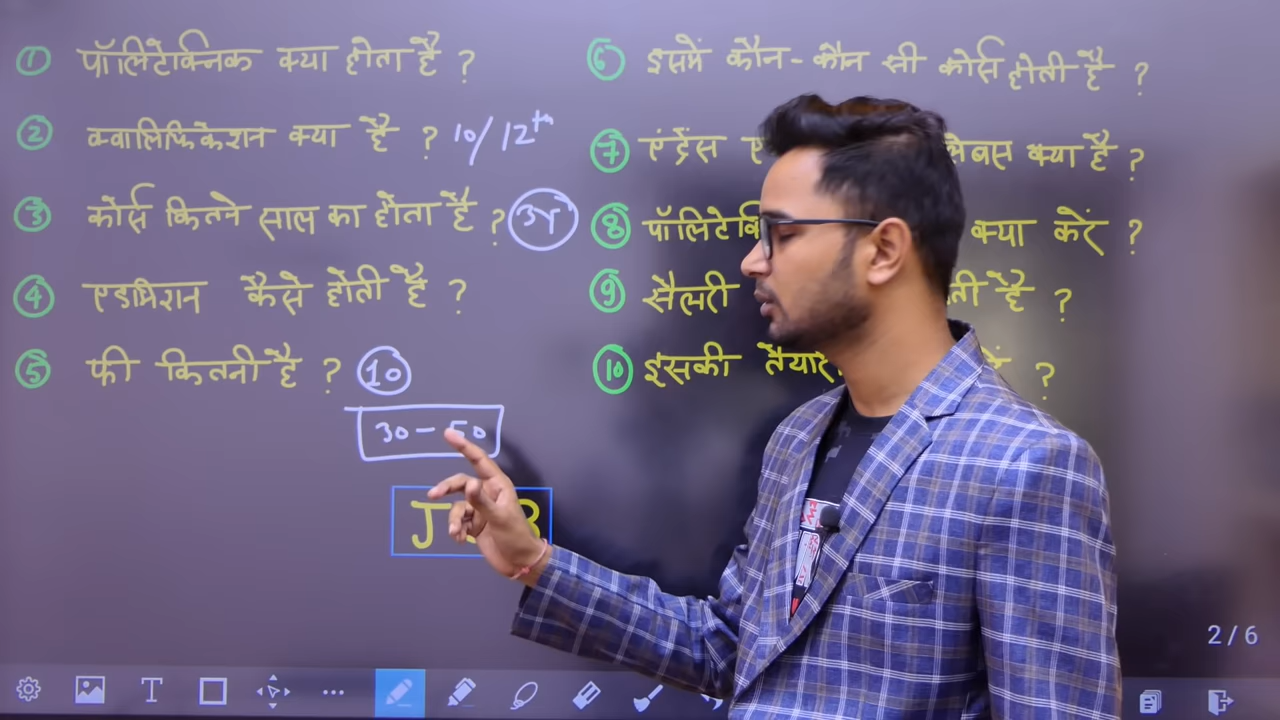 ① पॉलिटेक्निक क्या होता है ?
② क्वालिफिकेशन क्या है ? 10/12th
③ कोर्स कितने साल का होता है ? 3Y
④ एडमिशन कैसे होती है ?
⑤ फी कितनी है ? 10
30 - 50
J B
⑥ इसमें कौन - कौन सी कोर्स होती है ?
⑦ एंट्रेंस क्या है ?
⑧ क्या करें ?
⑨ सैलरी है ?
⑩ इसकी ?
2 / 6
T